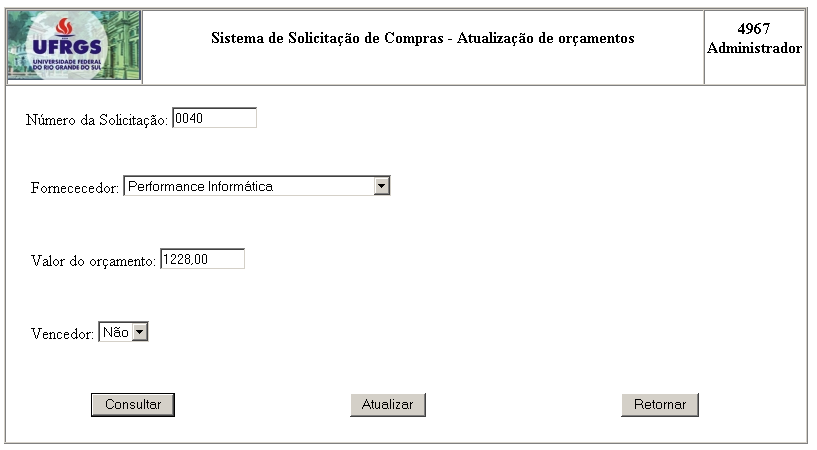 UFRGS
UNIVERSIDADE FEDERAL
DO RIO GRANDE DO SUL
Sistema de Solicitação de Compras - Atualização de orçamentos
4967
Administrador
Número da Solicitação: 0040
Fornececedor: Performance Informática
Valor do orçamento: 1228,00
Vencedor: Não
Consultar Atualizar Retornar